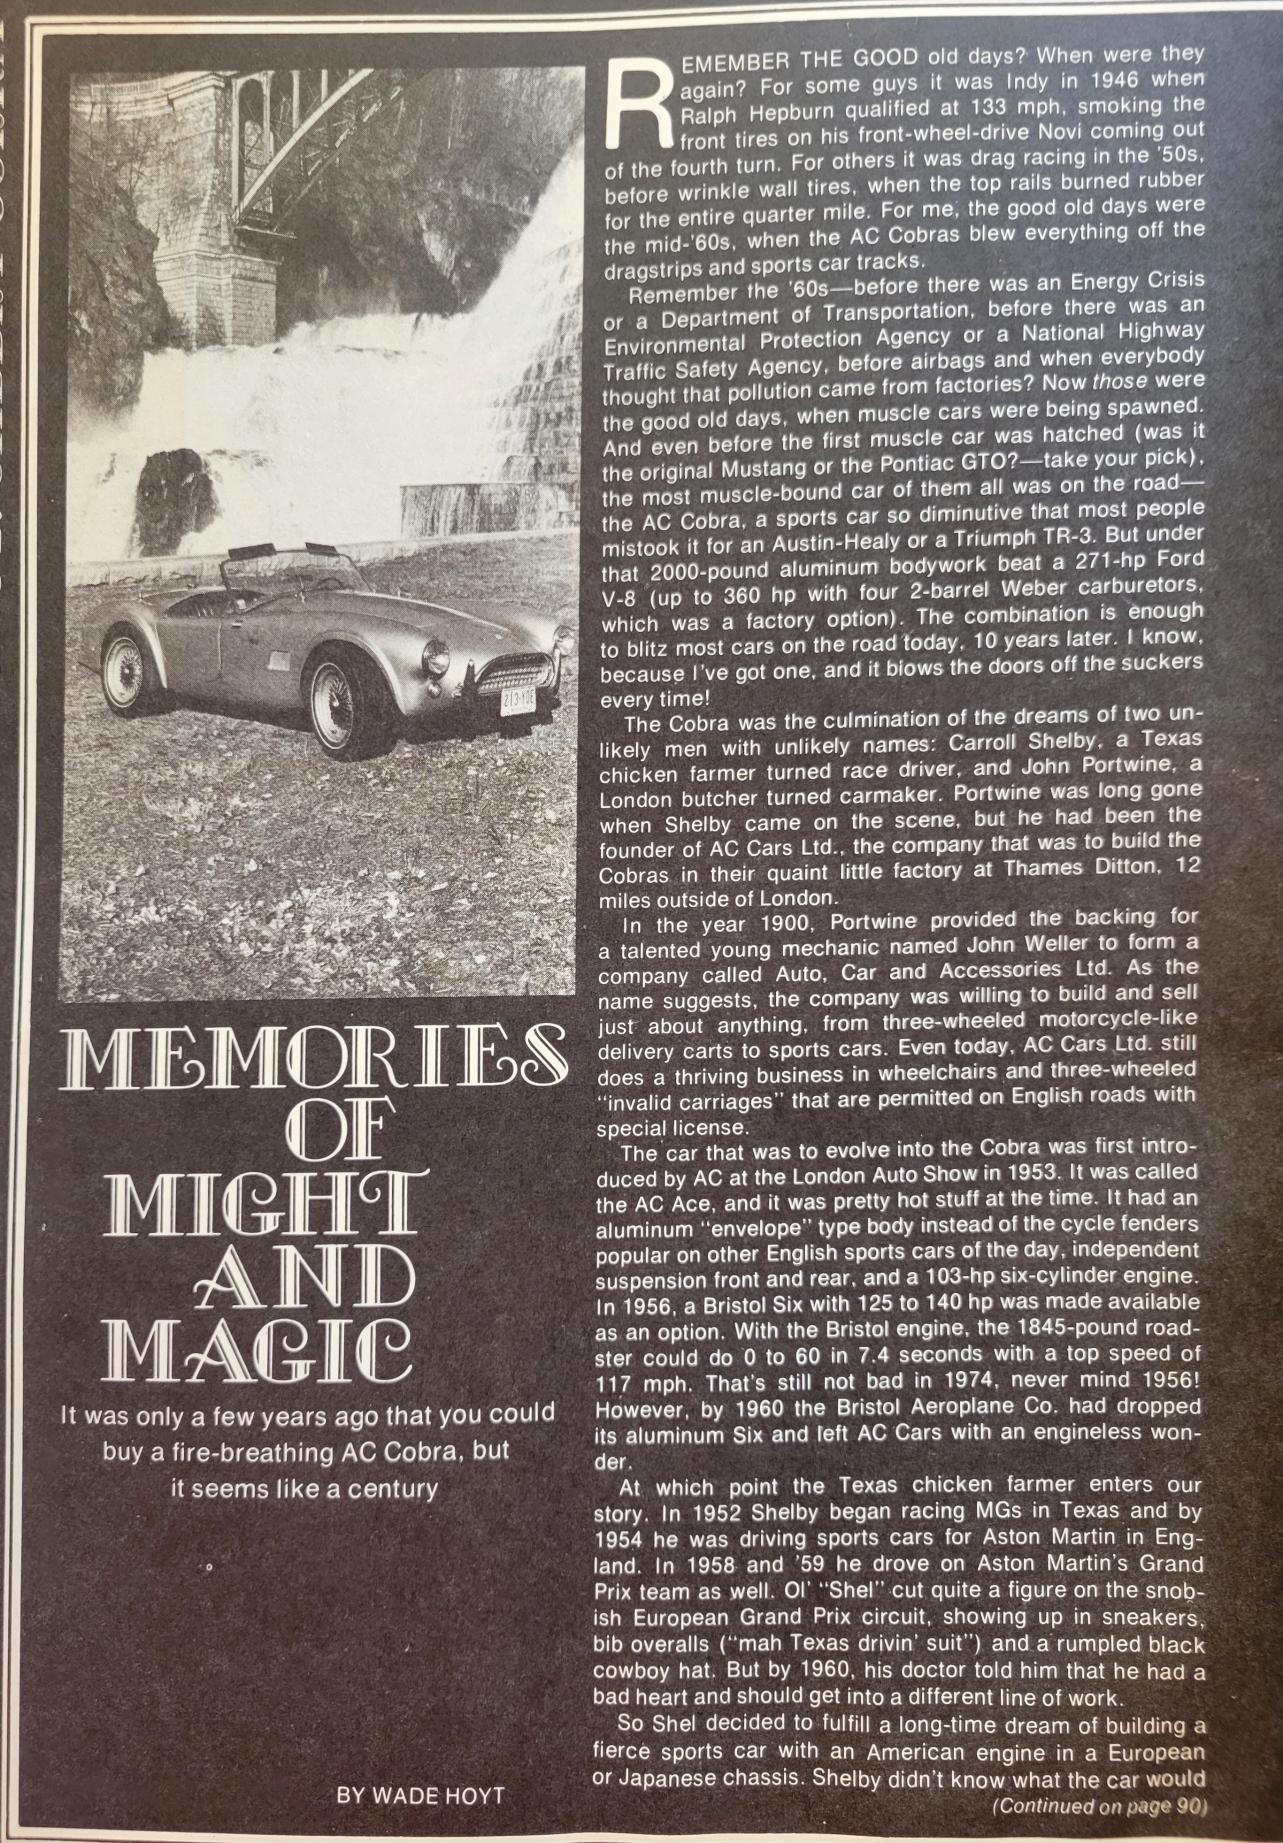 MEMORIES
OF
MIGHT
AND
MAGIC
It was only a few years ago that you could
buy a fire-breathing AC Cobra, but
it seems like a century
BY WADE HOYT
REMEMBER THE GOOD old days? When were they
again? For some guys it was Indy in 1946 when
Ralph Hepburn qualified at 133 mph, smoking the
front tires on his front-wheel-drive Novi coming out
of the fourth turn. For others it was drag racing in the '50s,
before wrinkle wall tires, when the top rails burned rubber
for the entire quarter mile. For me, the good old days were
the mid-'60s, when the AC Cobras blew everything off the
dragstrips and sports car tracks.
Remember the '60s—before there was an Energy Crisis
or a Department of Transportation, before there was an
Environmental Protection Agency or a National Highway
Traffic Safety Agency, before airbags and when everybody
thought that pollution came from factories? Now those were
the good old days, when muscle cars were being spawned.
And even before the first muscle car was hatched (was it
the original Mustang or the Pontiac GTO?—take your pick),
the most muscle-bound car of them all was on the road—
the AC Cobra, a sports car so diminutive that most people
mistook it for an Austin-Healy or a Triumph TR-3. But under
that 2000-pound aluminum bodywork beat a 271-hp Ford
V-8 (up to 360 hp with four 2-barrel Weber carburetors,
which was a factory option). The combination is enough
to blitz most cars on the road today, 10 years later. I know,
because I've got one, and it blows the doors off the suckers
every time!
The Cobra was the culmination of the dreams of two un-
likely men with unlikely names: Carroll Shelby, a Texas
chicken farmer turned race driver, and John Portwine, a
London butcher turned carmaker. Portwine was long gone
when Shelby came on the scene, but he had been the
founder of AC Cars Ltd., the company that was to build the
Cobras in their quaint little factory at Thames Ditton, 12
miles outside of London.
In the year 1900, Portwine provided the backing for
a talented young mechanic named John Weller to form a
company called Auto, Car and Accessories Ltd. As the
name suggests, the company was willing to build and sell
just about anything, from three-wheeled motorcycle-like
delivery carts to sports cars. Even today, AC Cars Ltd. still
does a thriving business in wheelchairs and three-wheeled
"invalid carriages" that are permitted on English roads with
special license.
The car that was to evolve into the Cobra was first intro-
duced by AC at the London Auto Show in 1953. It was called
the AC Ace, and it was pretty hot stuff at the time. It had an
aluminum "envelope" type body instead of the cycle fenders
popular on other English sports cars of the day, independent
suspension front and rear, and a 103-hp six-cylinder engine.
In 1956, a Bristol Six with 125 to 140 hp was made available
as an option. With the Bristol engine, the 1845-pound road-
ster could do 0 to 60 in 7.4 seconds with a top speed of
117 mph. That's still not bad in 1974, never mind 1956!
However, by 1960 the Bristol Aeroplane Co. had dropped
its aluminum Six and left AC Cars with an engineless won-
der.
At which point the Texas chicken farmer enters our
story. In 1952 Shelby began racing MGs in Texas and by
1954 he was driving sports cars for Aston Martin in Eng-
land. In 1958 and '59 he drove on Aston Martin's Grand
Prix team as well. Ol' "Shel" cut quite a figure on the snob-
ish European Grand Prix circuit, showing up in sneakers,
bib overalls ("mah Texas drivin' suit") and a rumpled black
cowboy hat. But by 1960, his doctor told him that he had a
bad heart and should get into a different line of work.
So Shel decided to fulfill a long-time dream of building a
fierce sports car with an American engine in a European
or Japanese chassis. Shelby didn't know what the car would
(Continued on page 90)